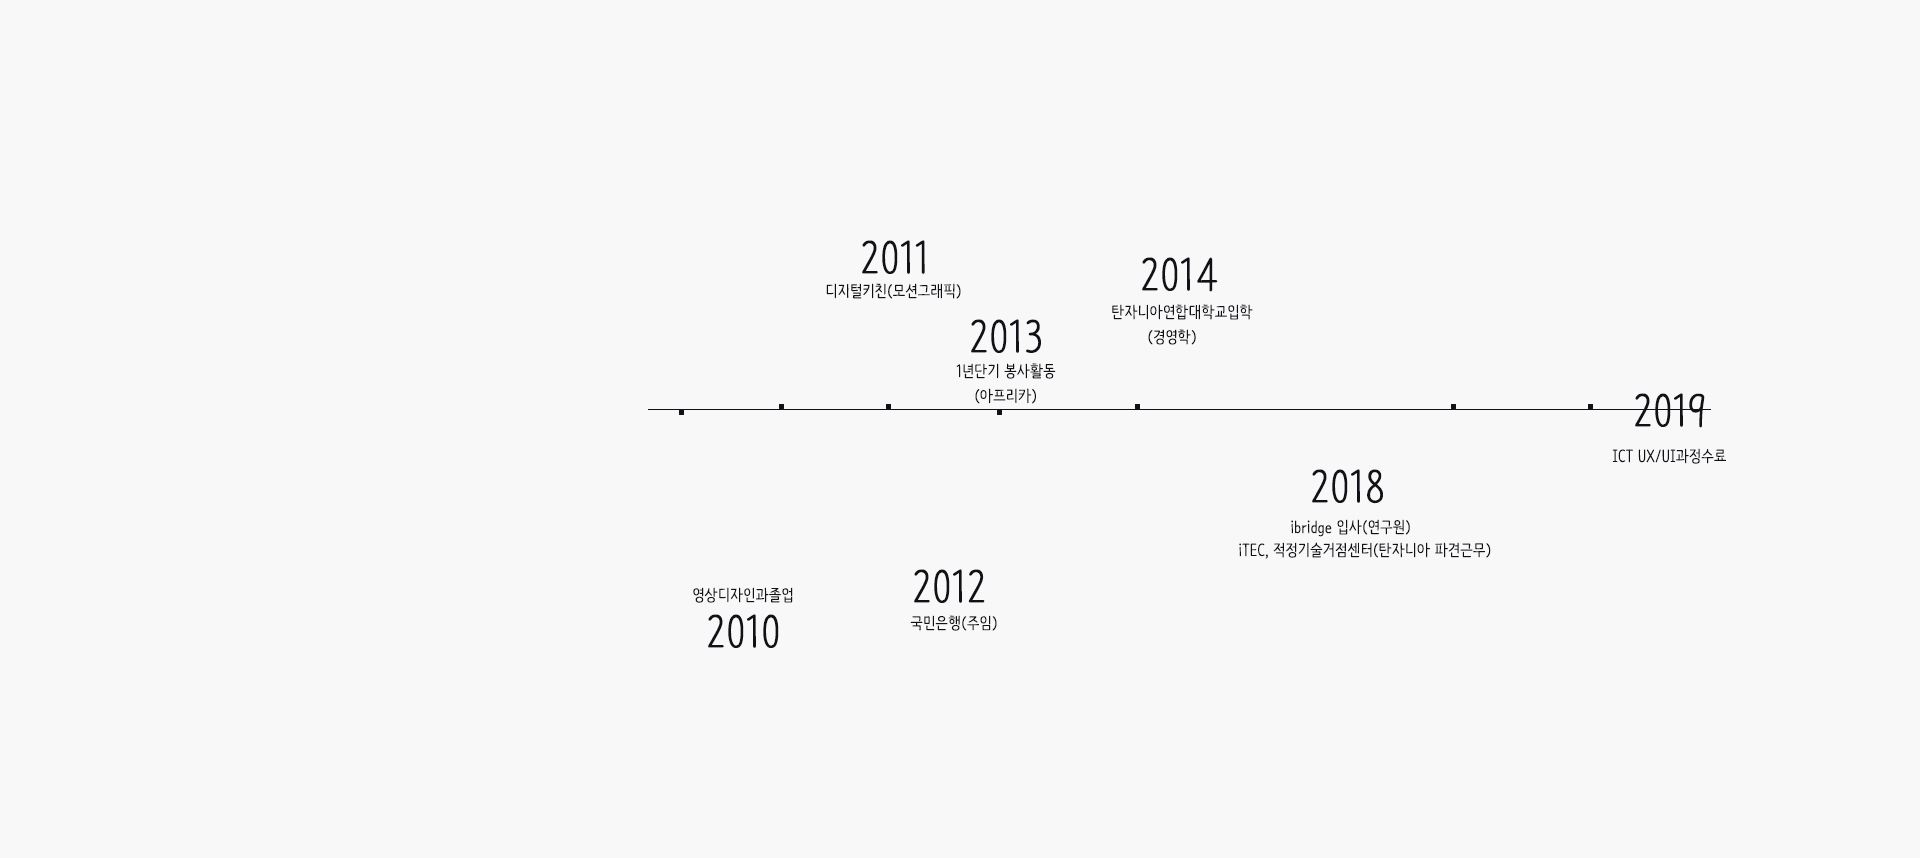 2011
디지털키친(모션그래픽)
2014
탄자니아연합대학교입학
(경영학)
2013
1년단기 봉사활동
(아프리카)
2019
ICT UX/UI과정수료
2018
ibridge 입사(연구원)
iTEC, 적정기술거점센터(탄자니아 파견근무)
2012
국민은행(주임)
영상디자인과졸업
2010